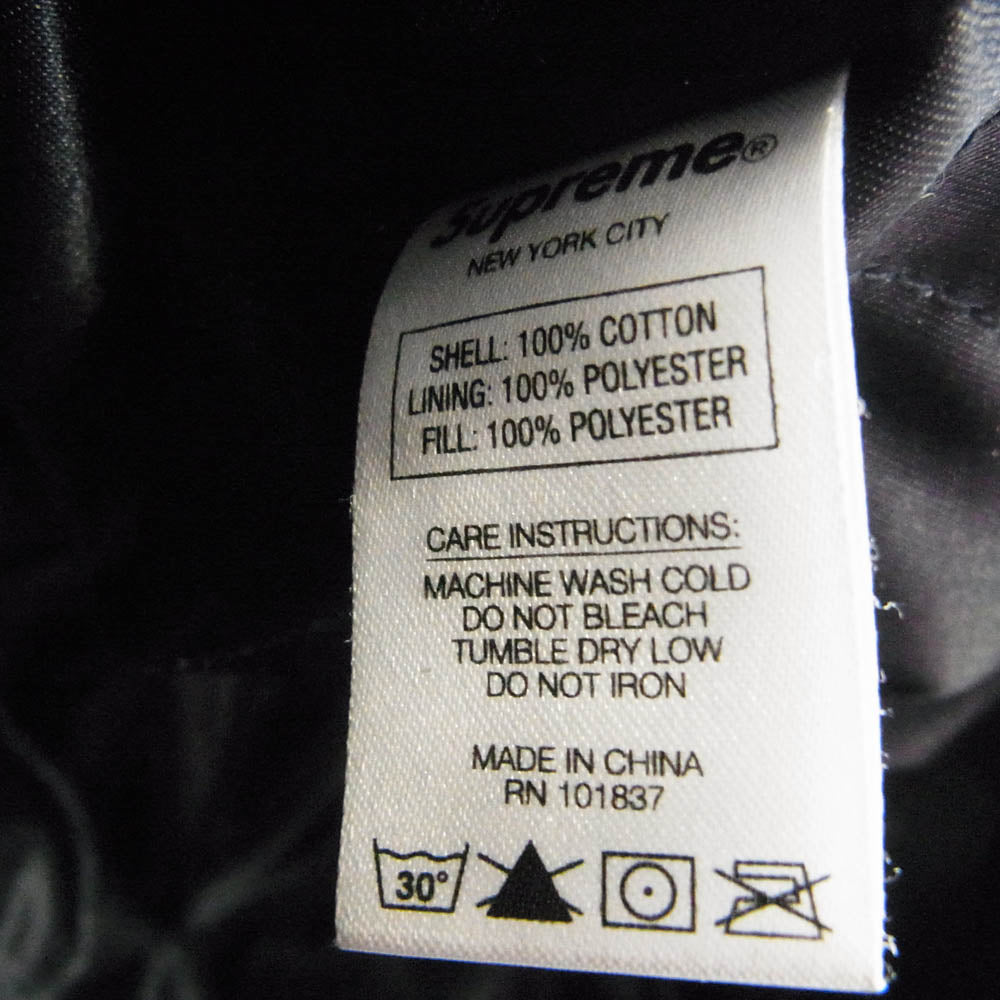 Supreme®
NEW YORK CITY
SHELL: 100% COTTON
LINING: 100% POLYESTER
FILL: 100% POLYESTER
CARE INSTRUCTIONS:
MACHINE WASH COLD
DO NOT BLEACH
TUMBLE DRY LOW
DO NOT IRON
MADE IN CHINA
RN 101837
30°